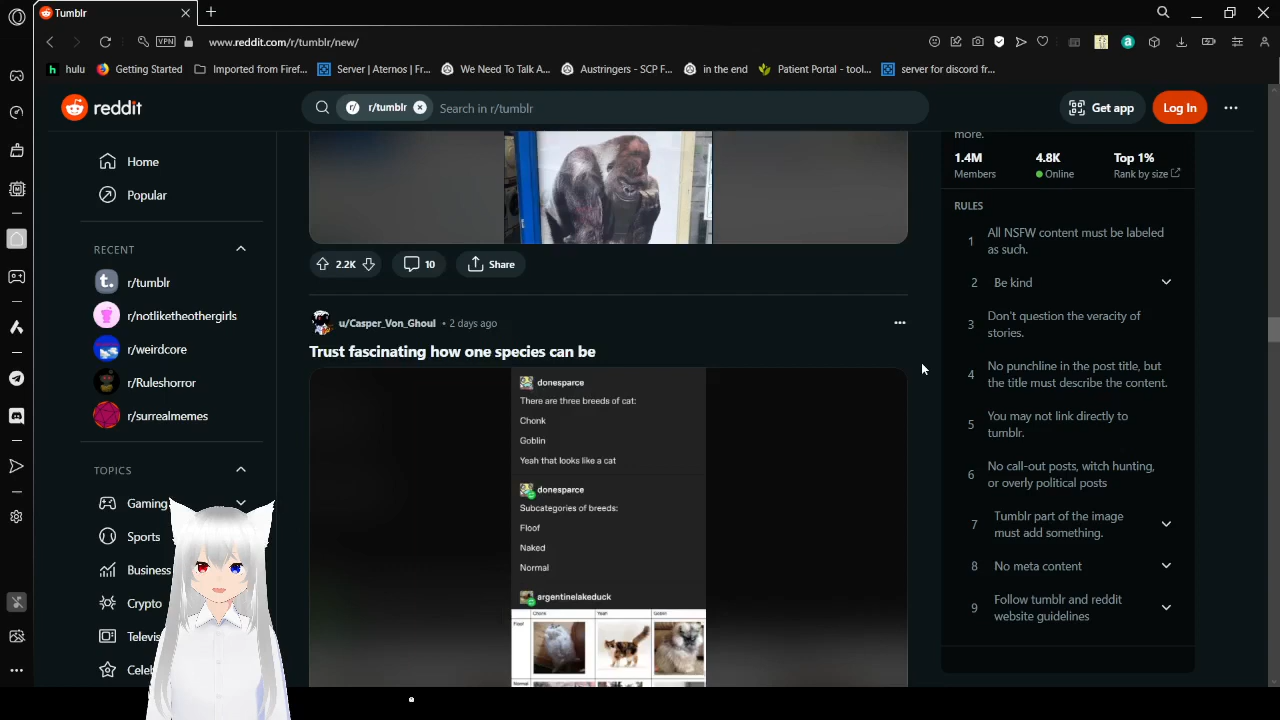 Tumblr
www.reddit.com/r/tumblr/new/
VPN
hulu
Getting Started
Imported from Firef...
Server | Aternos | Fr...
We Need To Talk A...
Austringers - SCP F...
in the end
Patient Portal - tool...
server for discord fr...
reddit
r/tumblr
Search in r/tumblr
Get app
Log In
Home
Popular
RECENT
r/tumblr
r/notliketheothergirls
r/weirdcore
r/Ruleshorror
r/surrealmemes
TOPICS
Gaming
Sports
Business
Crypto
Televis
Celeb
2.2K
10
Share
u/Casper_Von_Ghoul • 2 days ago
Trust fascinating how one species can be
donesparce
There are three breeds of cat:
Chonk
Goblin
Yeah that looks like a cat
donesparce
Subcategories of breeds:
Floof
Naked
Normal
argentinelakeduck
Chonk
Yeah
Goblin
Floof
Normal
more.
1.4M 4.8K Top 1%
Members Online Rank by size
RULES
1 All NSFW content must be labeled
as such.
2 Be kind
3 Don't question the veracity of
stories.
4 No punchline in the post title, but
the title must describe the content.
5 You may not link directly to
tumblr.
6 No call-out posts, witch hunting,
or overly political posts
7 Tumblr part of the image
must add something.
8 No meta content
9 Follow tumblr and reddit
website guidelines